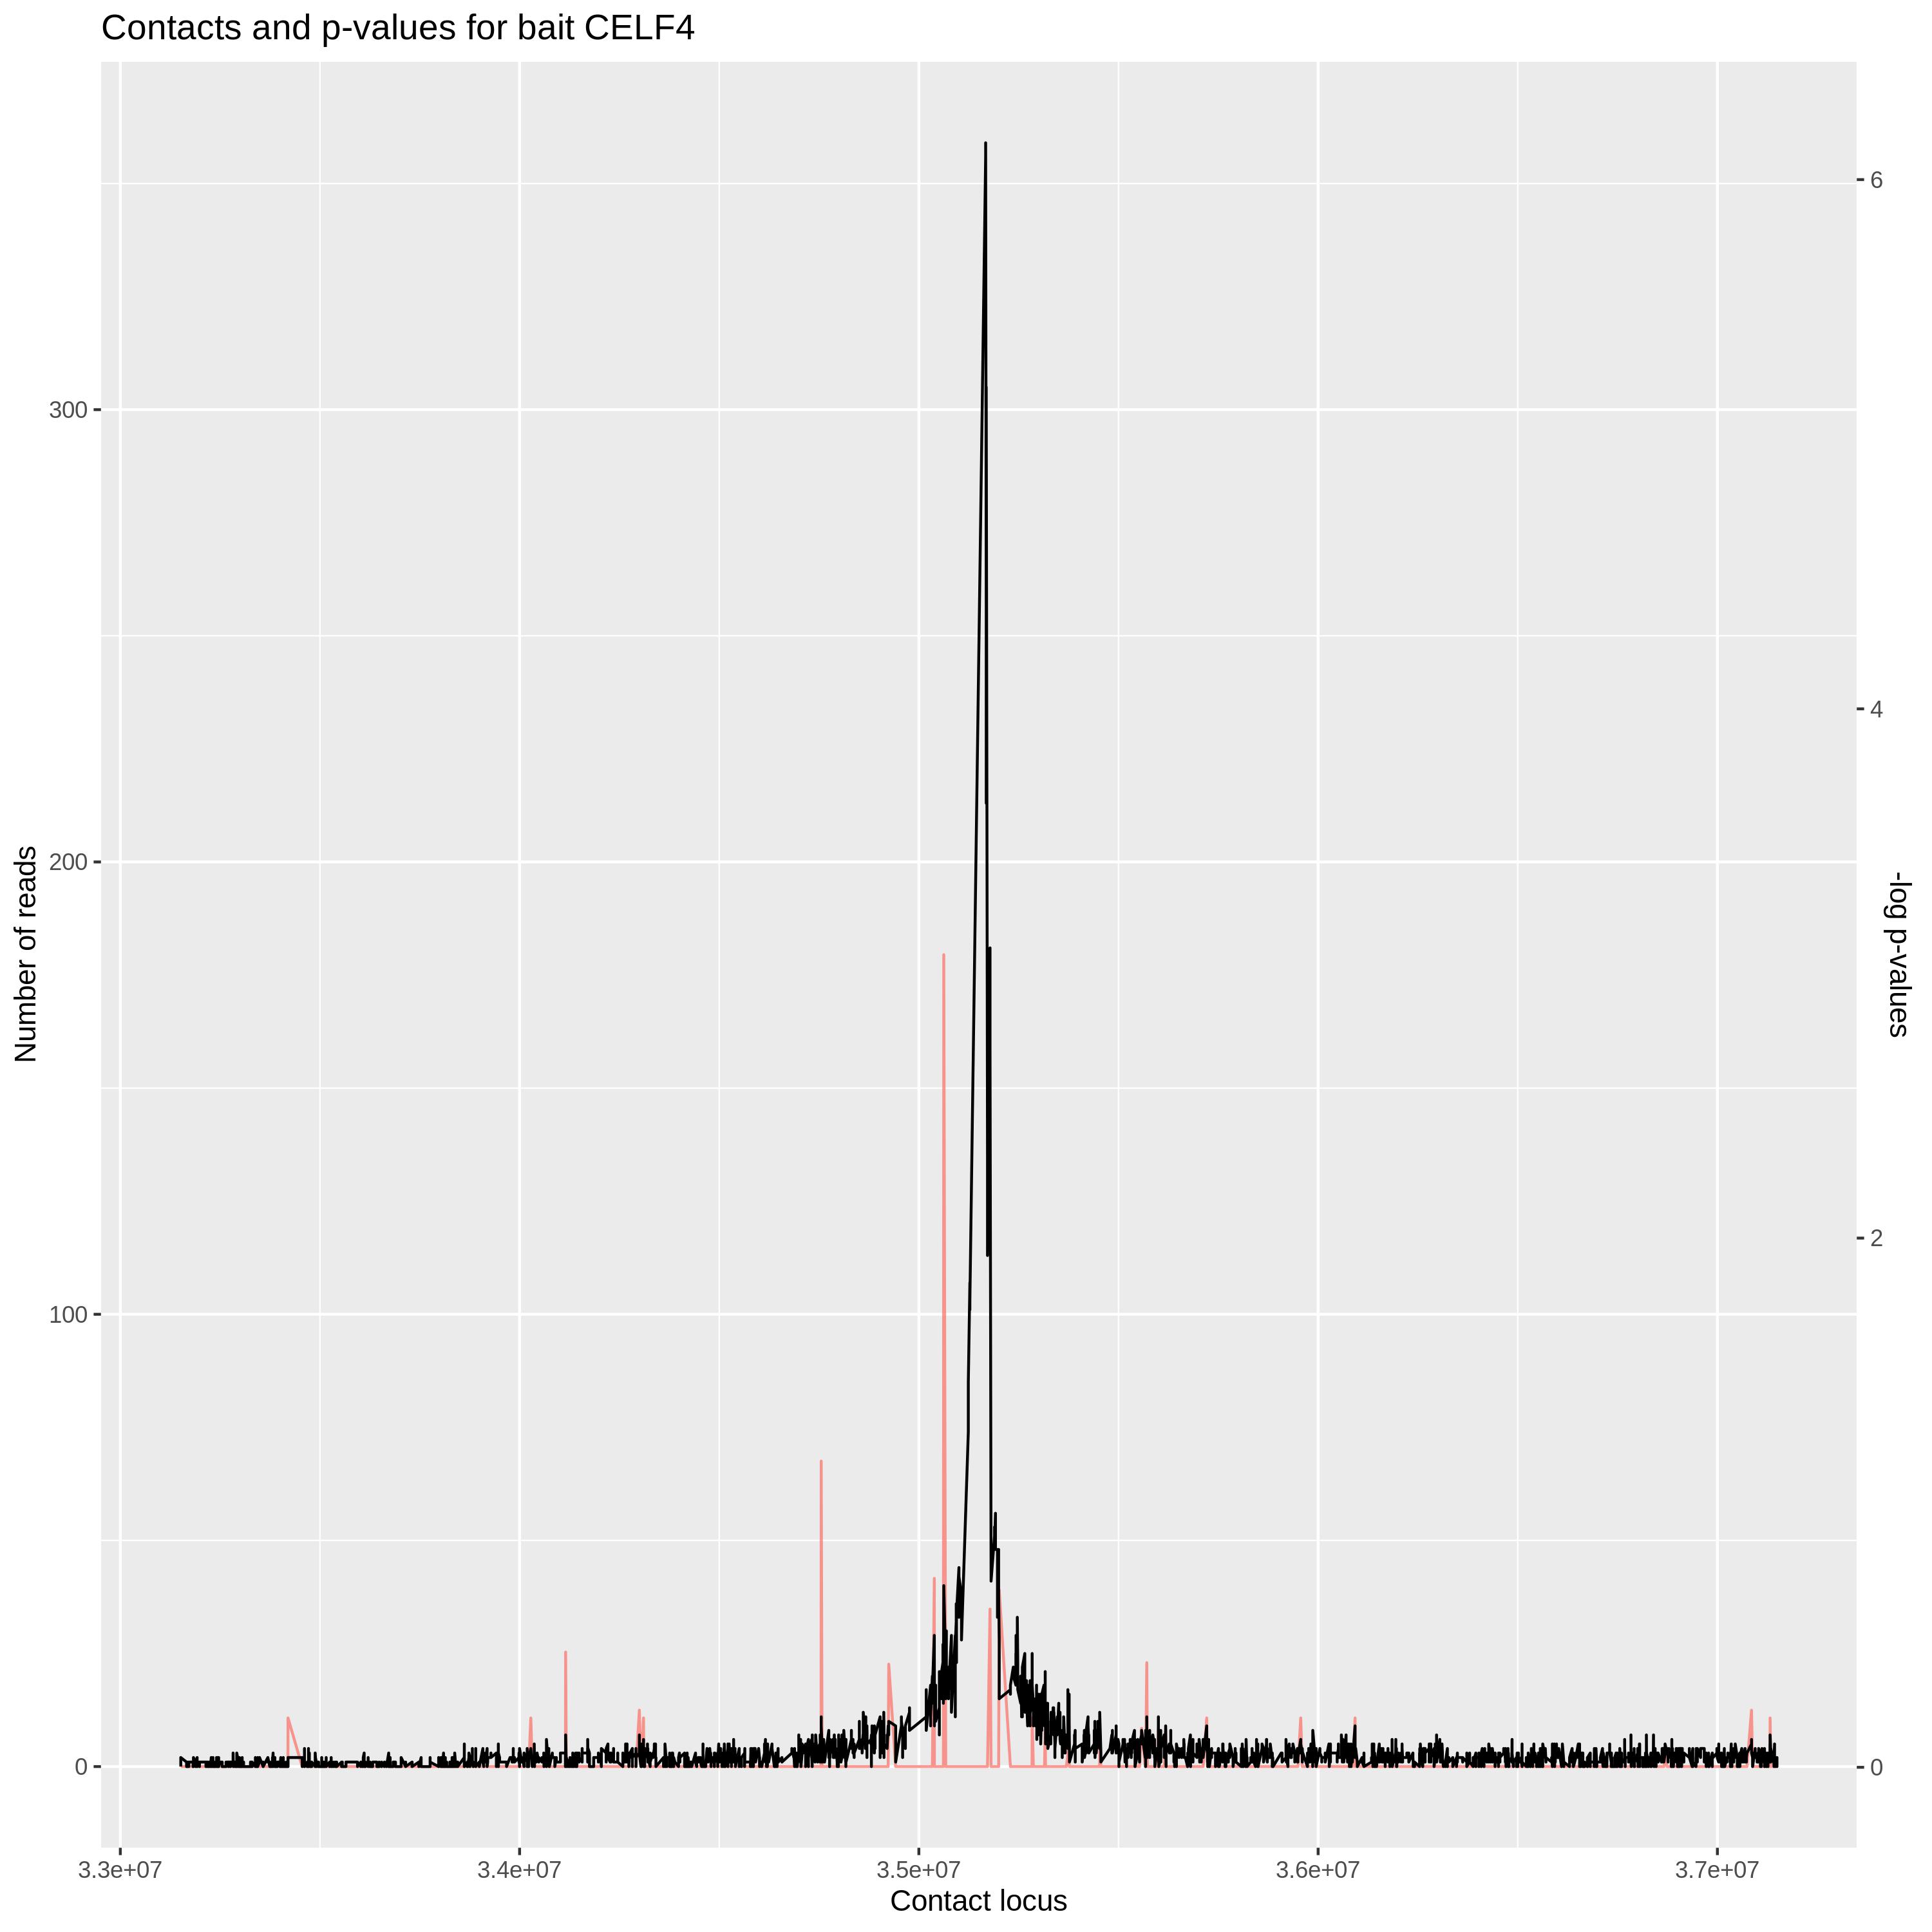 Contacts and p-values for bait CELF4
Number of reads
300
200
100
0
6
4
2
0
-log p-values
3.3e+07
3.4e+07
3.5e+07
3.6e+07
3.7e+07
Contact locus